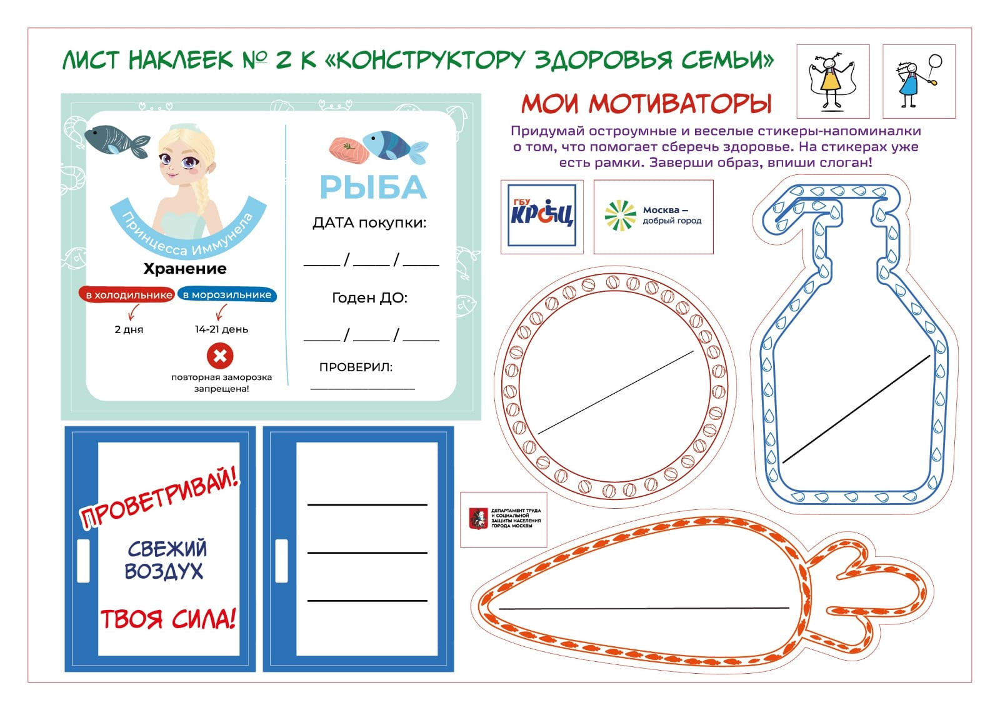 ЛИСТ НАКЛЕЕК № 2 К «КОНСТРУКТОРУ ЗДОРОВЬЯ СЕМЬИ»
МОИ МОТИВАТОРЫ
Придумай остроумные и веселые стикеры-напоминалки
о том, что помогает сберечь здоровье. На стикерах уже
есть рамки. Заверши образ, впиши слоган!
ГБУ
КРОЦ
Москва –
добрый город
Принцесса Иммунела
Хранение
в холодильнике
в морозильнике
2 дня
14-21 день
повторная заморозка
запрещена!
РЫБА
ДАТА покупки:
____ / ____ / ____
Годен ДО:
____ / ____ / ____
ПРОВЕРИЛ:
ПРОВЕТРИВАЙ!
СВЕЖИЙ
ВОЗДУХ
ТВОЯ СИЛА!
ДЕПАРТАМЕНТ ТРУДА
И СОЦИАЛЬНОЙ
ЗАЩИТЫ НАСЕЛЕНИЯ
ГОРОДА МОСКВЫ